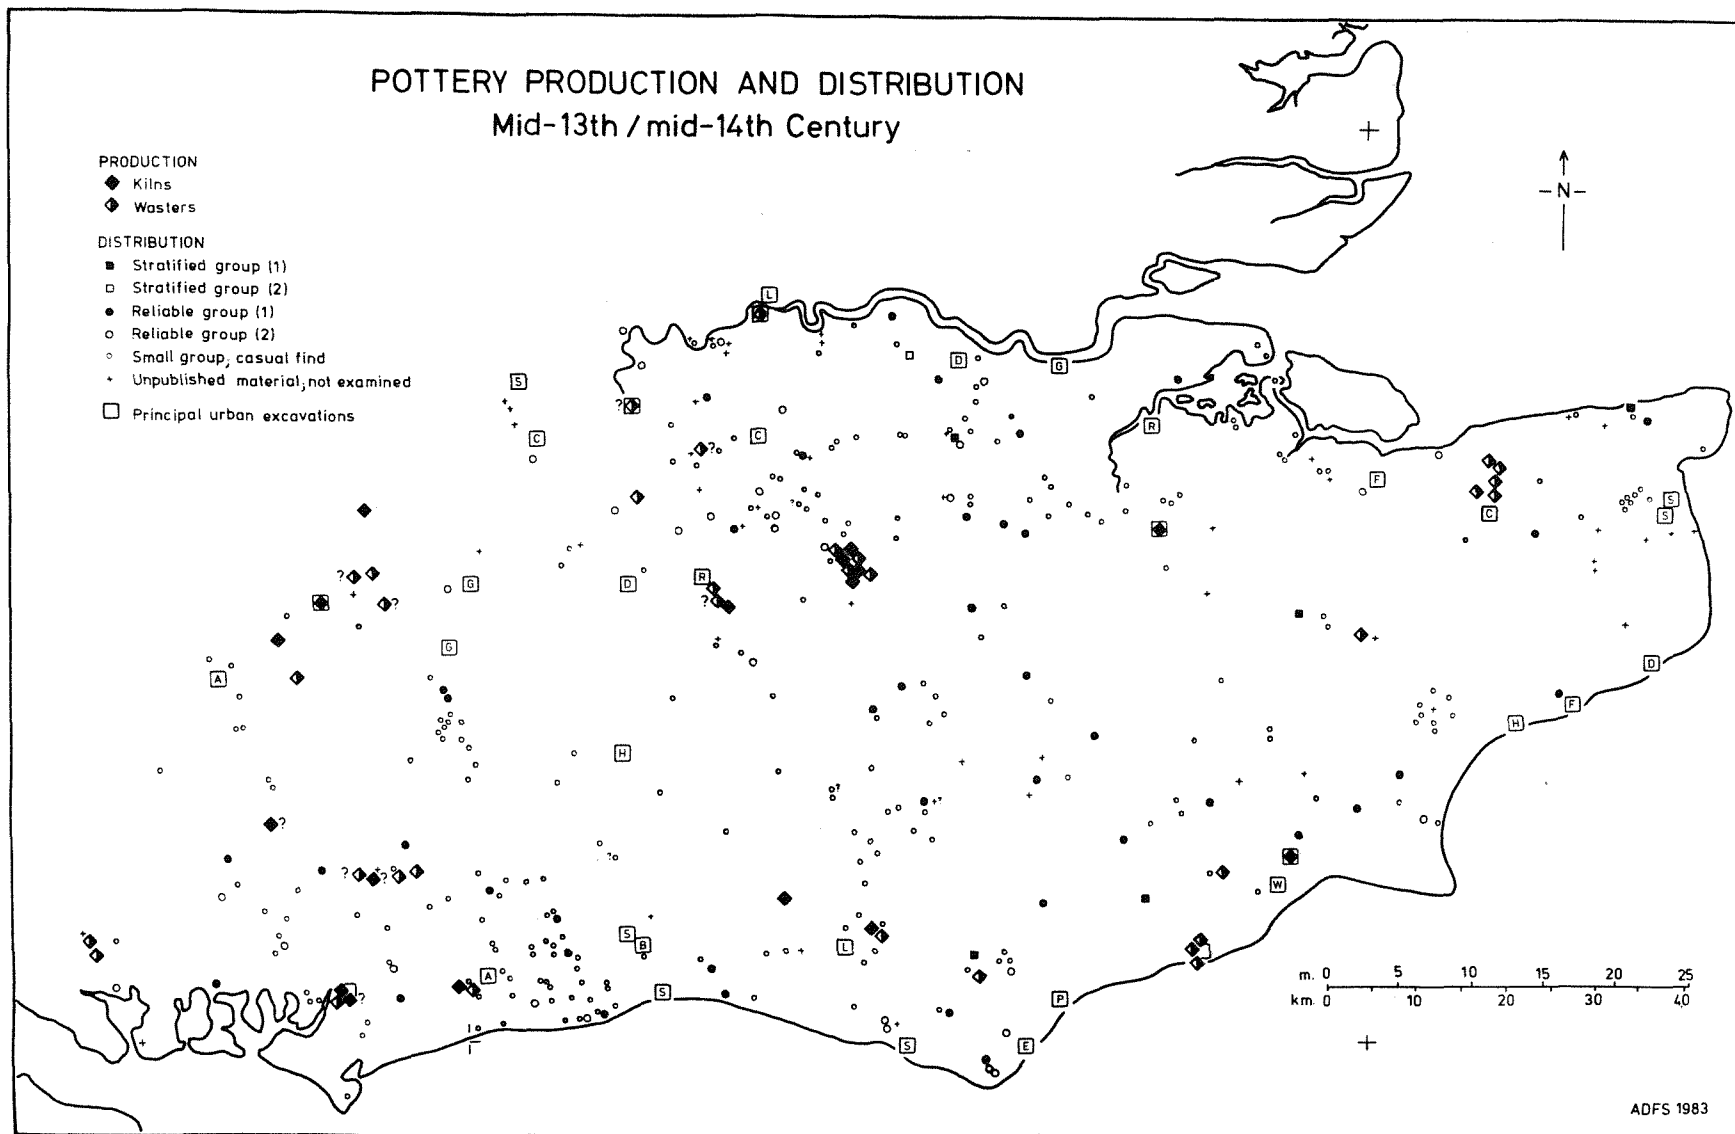 POTTERY PRODUCTION AND DISTRIBUTION
Mid-13th / mid-14th Century
PRODUCTION
Kilns
Wasters
DISTRIBUTION
Stratified group (1)
Stratified group (2)
Reliable group (1)
Reliable group (2)
Small group; casual find
Unpublished material; not examined
Principal urban excavations
-N-
L
S
D
G
?
C
?
C
R
F
S
S
C
?
G
D
R
?
?
G
A
D
F
H
H
?
?
?
?
?
?
W
S
B
L
A
?
S
P
S
E
m. 0 5 10 15 20 25
km. 0 10 20 30 40
ADFS 1983